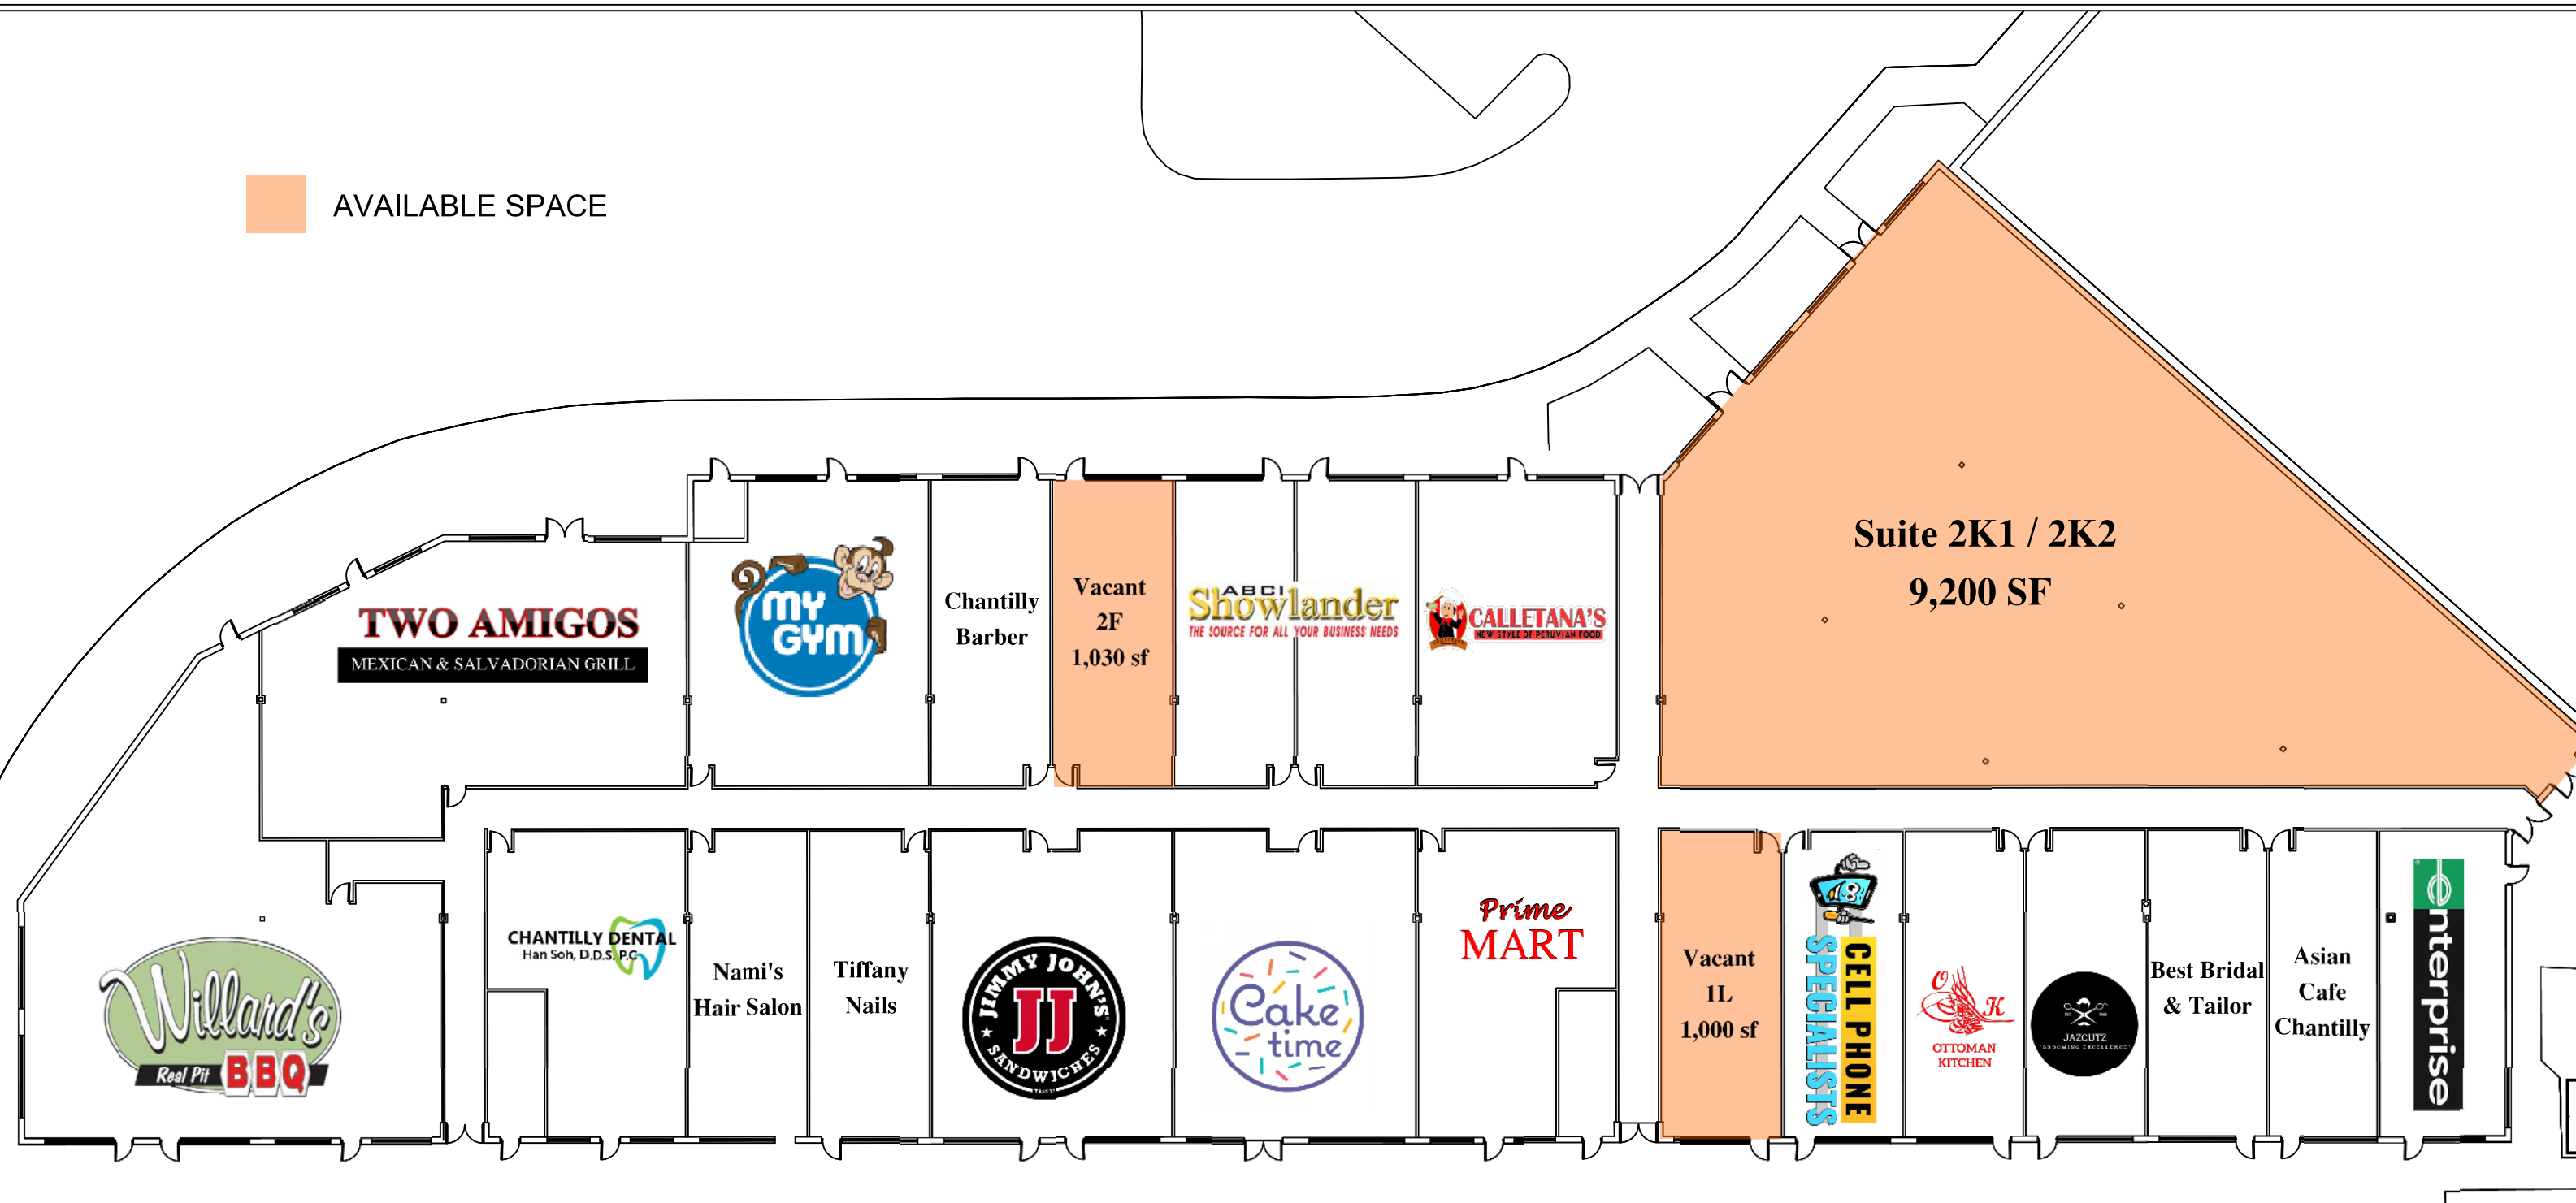 AVAILABLE SPACE
Suite 2K1 / 2K2
9,200 SF
TWO AMIGOS
MEXICAN & SALVADORIAN GRILL
MY
GYM
Chantilly
Barber
Vacant
2F
1,030 sf
ABCI
Showlander
THE SOURCE FOR ALL YOUR BUSINESS NEEDS
CALLETANA'S
NEW STYLE OF PERUVIAN FOOD
Willard's
Real Pit BBQ
CHANTILLY DENTAL
Han Soh, D.D.S. P.C
Nami's
Hair Salon
Tiffany
Nails
JIMMY JOHN'S
JJ
SANDWICHES
Cake
time
Prime
MART
Vacant
1L
1,000 sf
CELL PHONE
SPECIALISTS
O K
OTTOMAN
KITCHEN
JAZCUTZ
"GROOMING EXCELLENCE"
Best Bridal
& Tailor
Asian
Cafe
Chantilly
enterprise